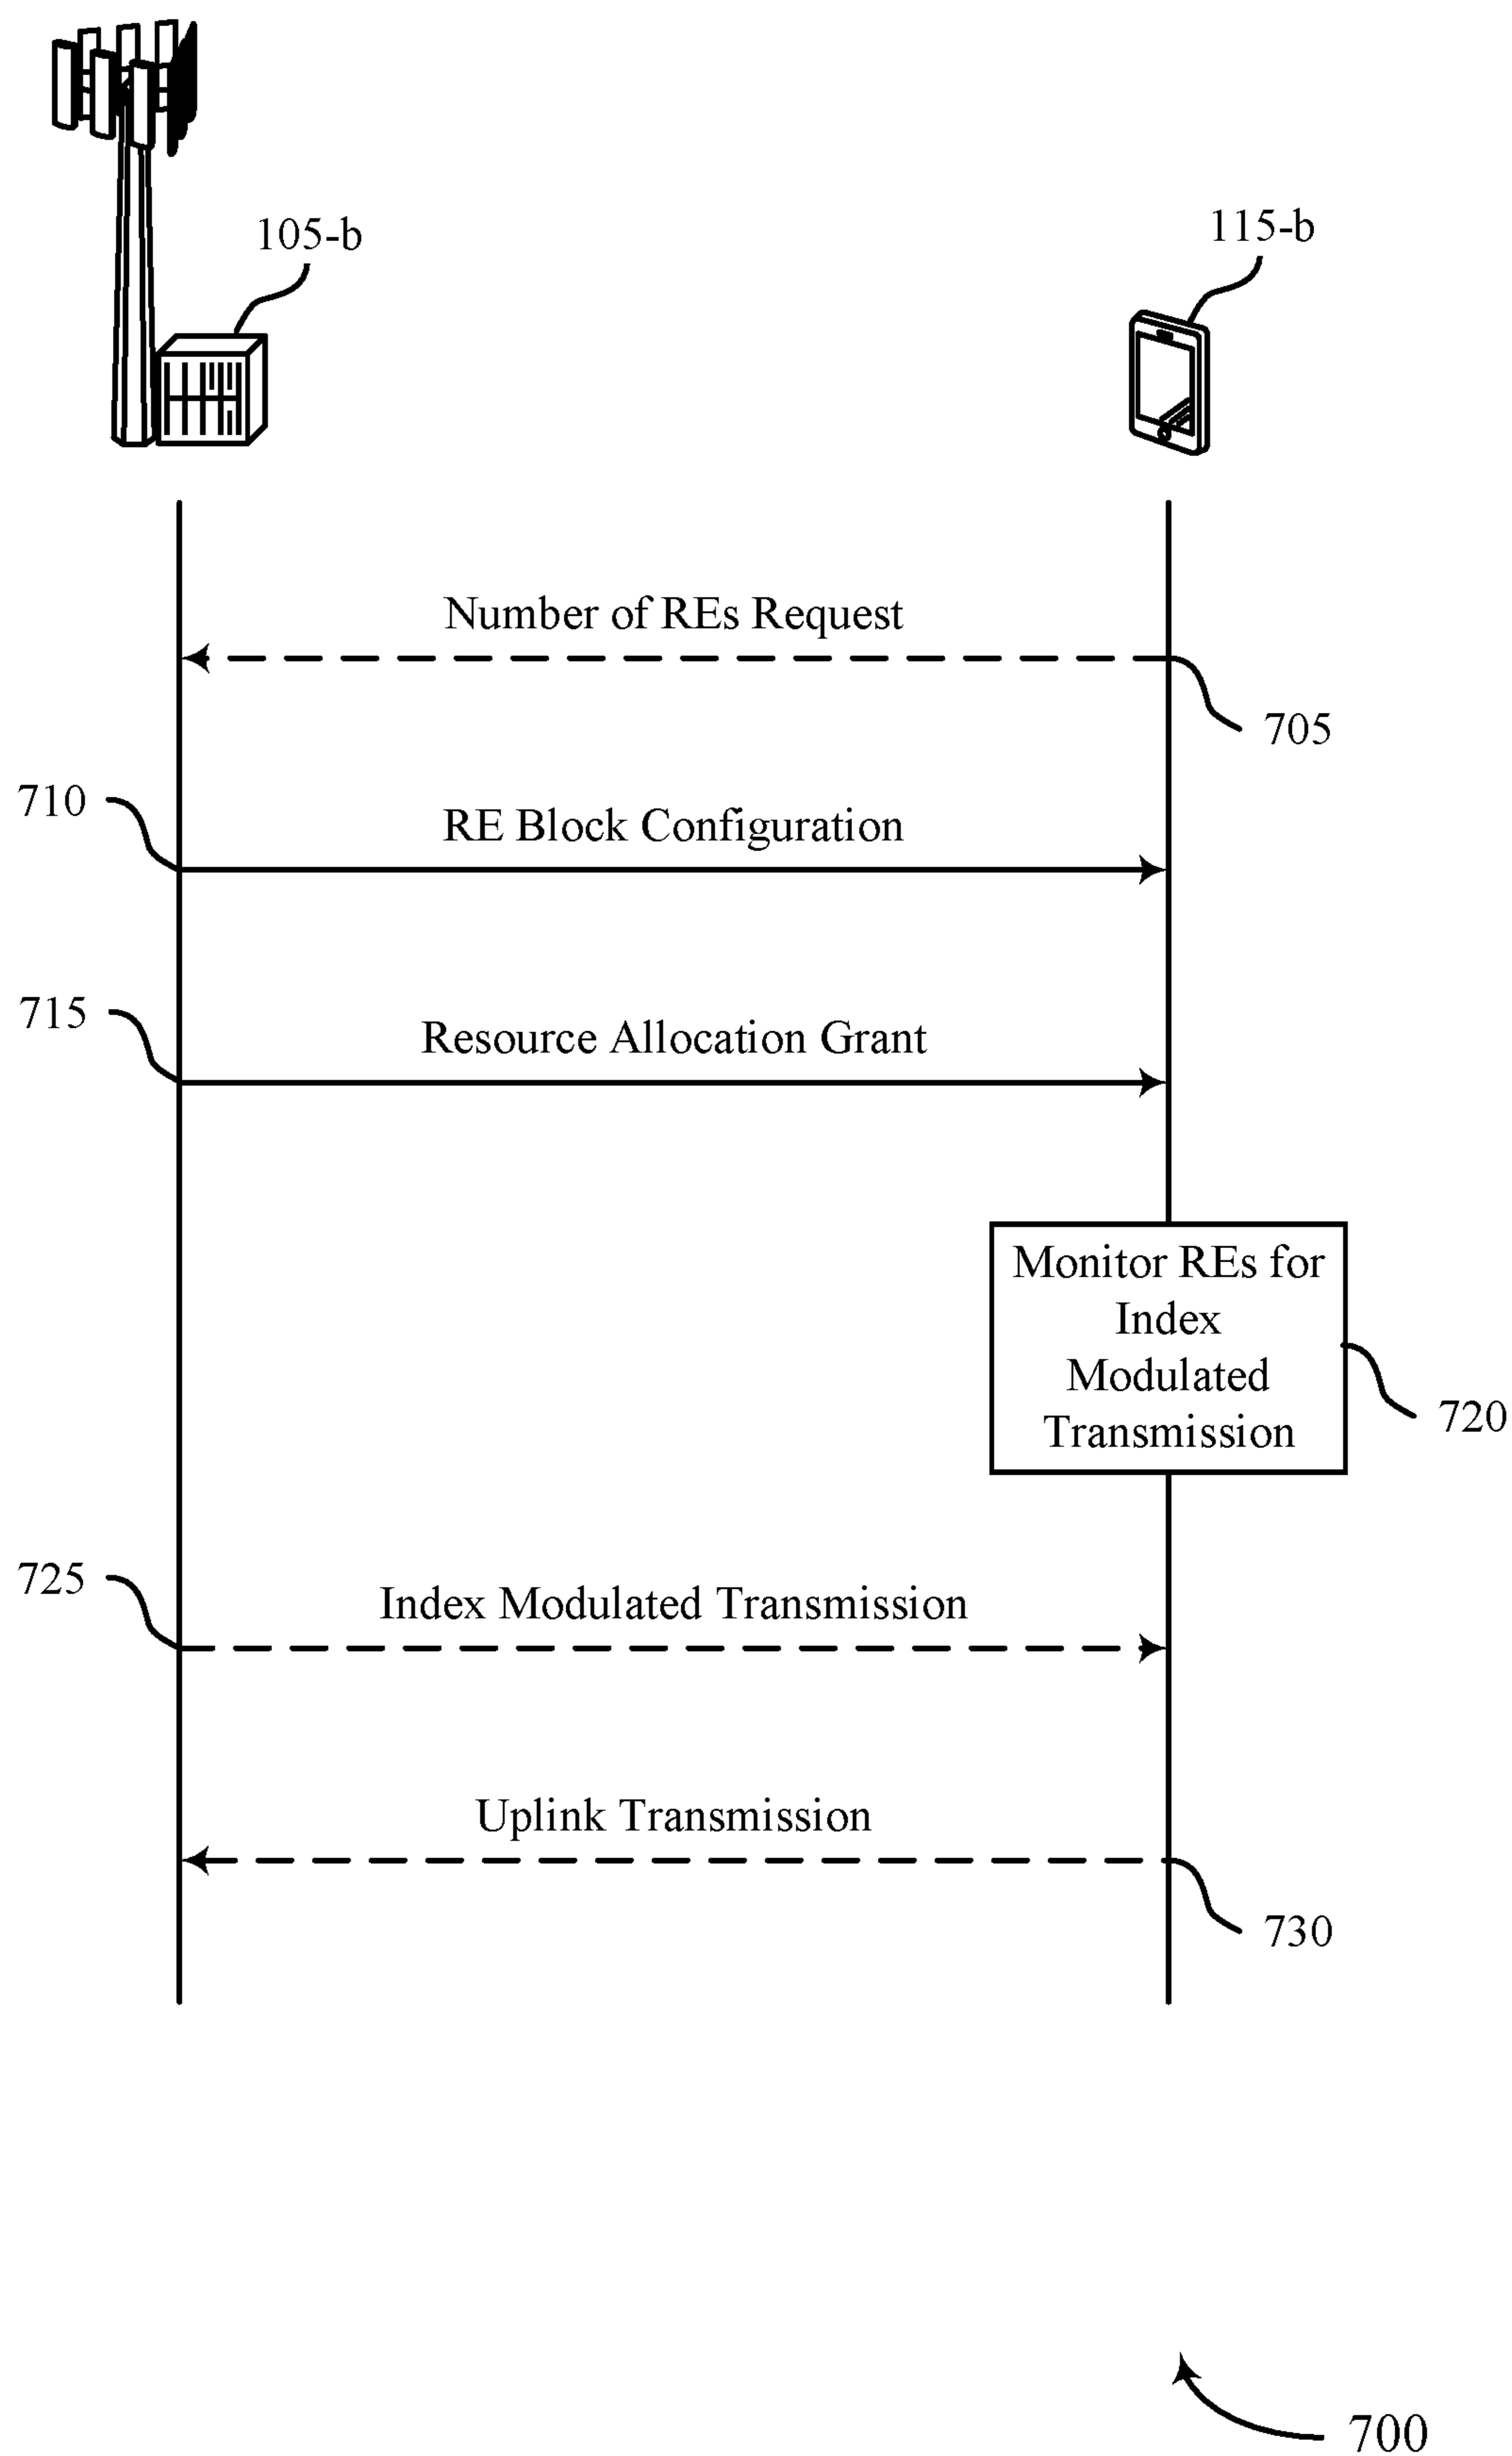 105-b
115-b
Number of REs Request
705
710
RE Block Configuration
715
Resource Allocation Grant
Monitor REs for
Index
Modulated
Transmission
720
725
Index Modulated Transmission
Uplink Transmission
730
700